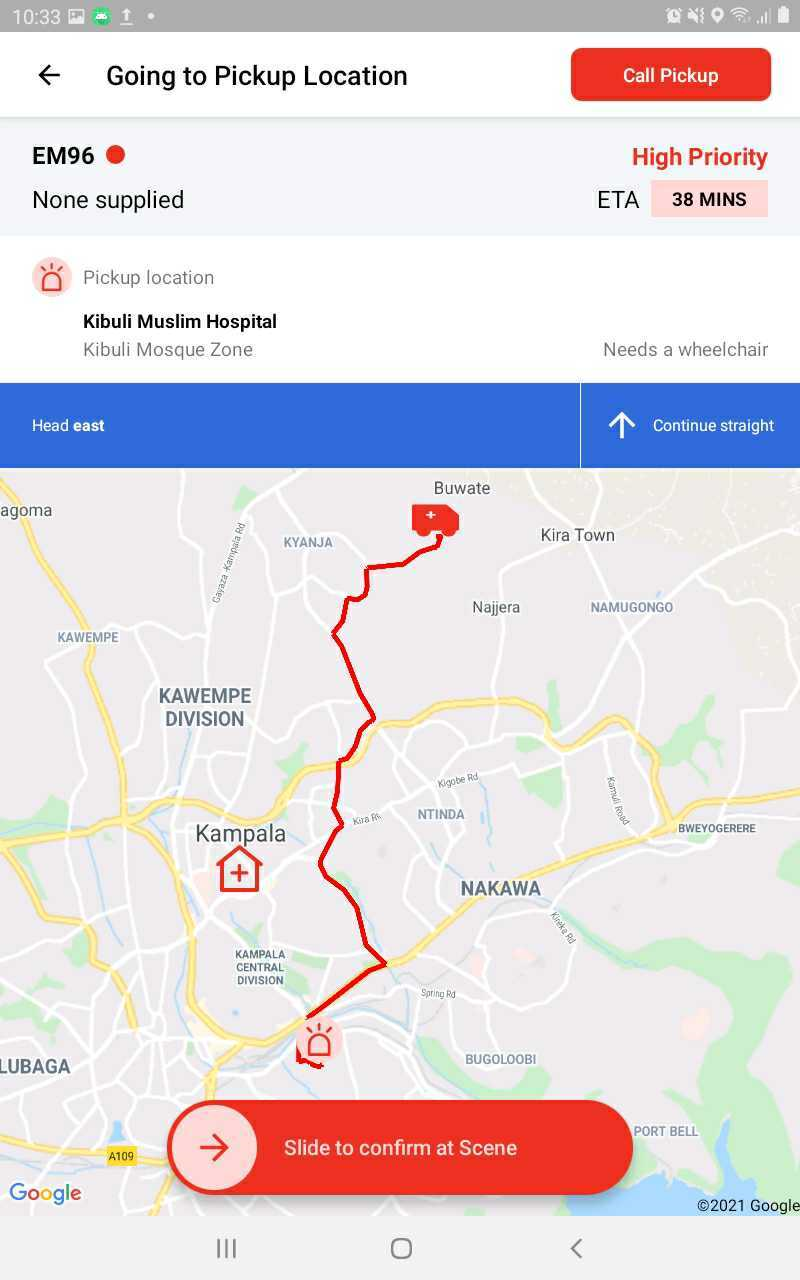 10:33
Going to Pickup Location
Call Pickup
EM96
High Priority
None supplied
ETA
38 MINS
Pickup location
Kibuli Muslim Hospital
Kibuli Mosque Zone
Needs a wheelchair
Head east
Continue straight
Buwate
agoma
Kira Town
KYANJA
Gayaza -Kampala Rd
Najjera
NAMUGONGO
KAWEMPE
KAWEMPE
DIVISION
Kigobe Rd
Kamuli Road
NTINDA
Kira
BWEYOGERERE
Kampala
NAKAWA
Kireka Rd
KAMPALA
CENTRAL
DIVISION
Spring Rd
LUBAGA
BUGOLOOBI
Slide to confirm at Scene
PORT BELL
A109
Google
©2021 Google